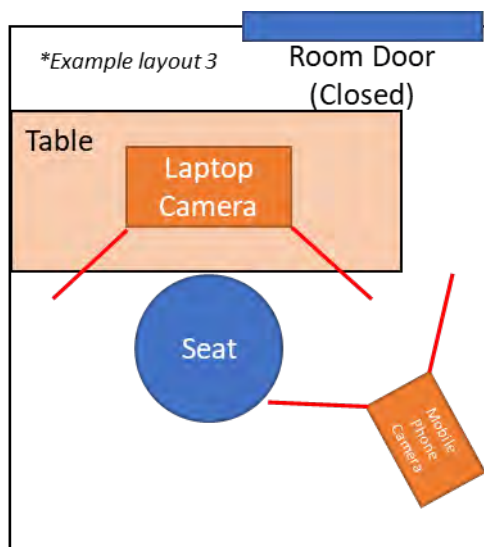 *Example layout 3
Room Door
(Closed)
Table
Laptop
Camera
Seat
Mobile
Phone
Camera